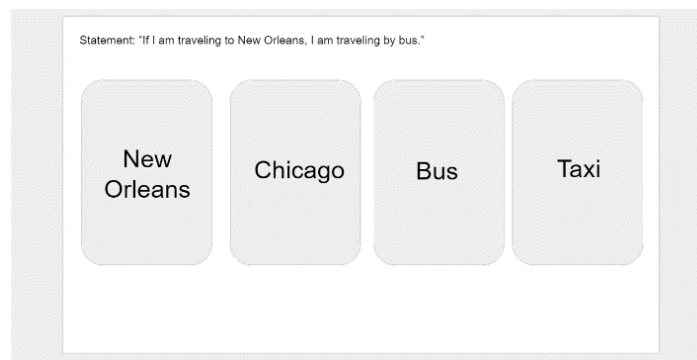 Statement: "If I am traveling to New Orleans, I am traveling by bus."
New
Orleans
Chicago
Bus
Taxi